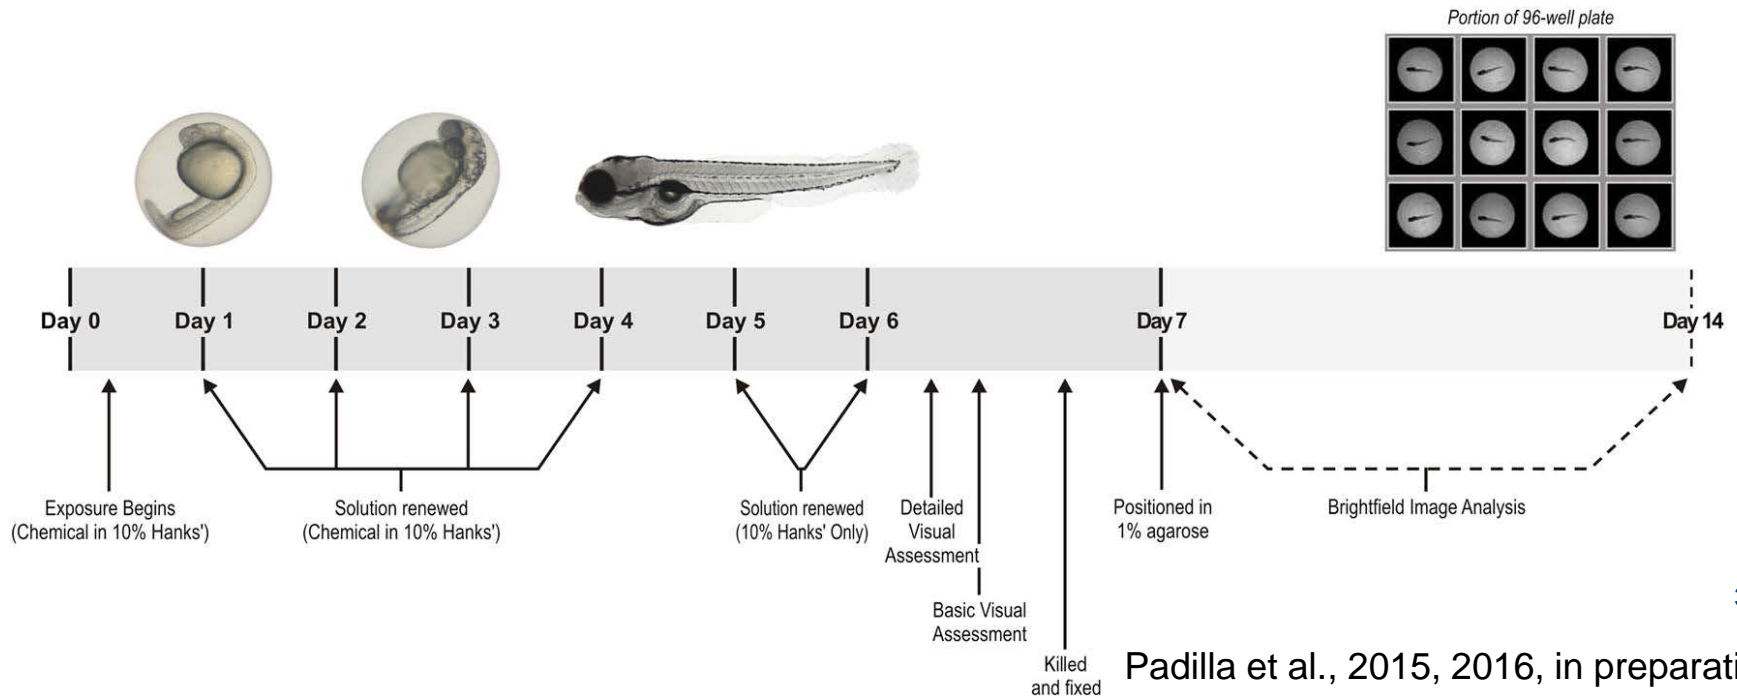 Portion of 96-well plate
Day 0 Day 1 Day 2 Day 3 Day 4 Day 5 Day 6 Day 7 Day 14
Exposure Begins
(Chemical in 10% Hanks')
Solution renewed
(Chemical in 10% Hanks')
Solution renewed
(10% Hanks' Only)
Detailed
Visual
Assessment
Basic Visual
Assessment
Killed
and fixed
Positioned in
1% agarose
Brightfield Image Analysis
Padilla et al., 2015, 2016, in